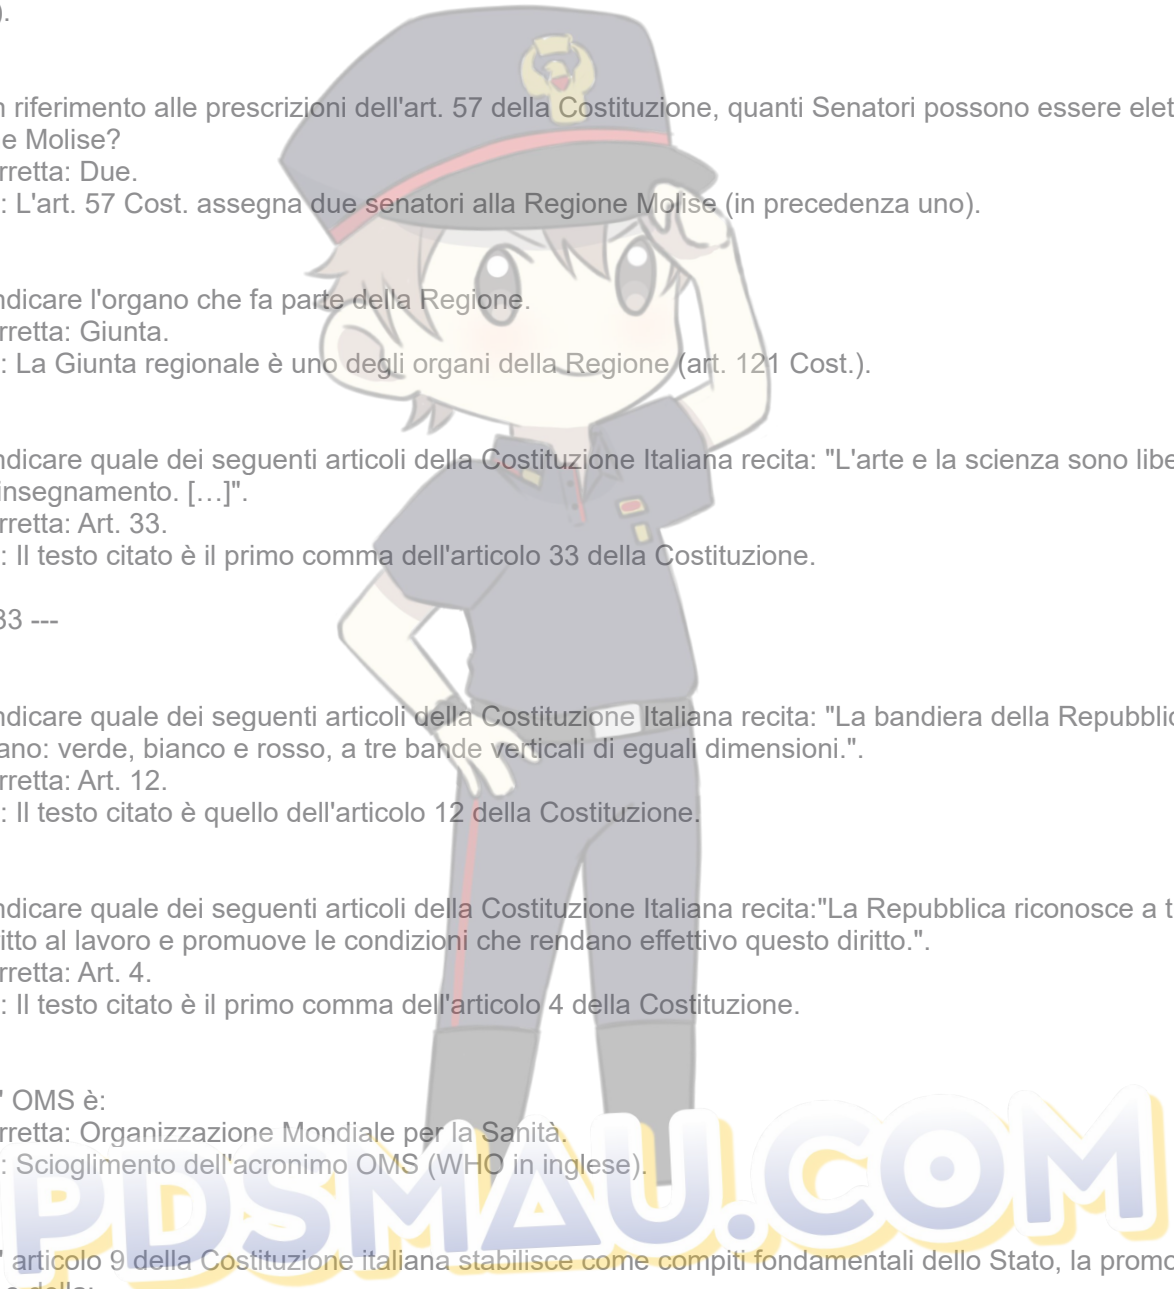 ).
n riferimento alle prescrizioni dell'art. 57 della Costituzione, quanti Senatori possono essere elet
e Molise?
rretta: Due.
: L'art. 57 Cost. assegna due senatori alla Regione Molise (in precedenza uno).
ndicare l'organo che fa parte della Regione.
rretta: Giunta.
: La Giunta regionale è uno degli organi della Regione (art. 121 Cost.).
ndicare quale dei seguenti articoli della Costituzione Italiana recita: "L'arte e la scienza sono libe
insegnamento. […]".
rretta: Art. 33.
: Il testo citato è il primo comma dell'articolo 33 della Costituzione.
33 ---
ndicare quale dei seguenti articoli della Costituzione Italiana recita: "La bandiera della Repubblic
ano: verde, bianco e rosso, a tre bande verticali di eguali dimensioni.".
rretta: Art. 12.
: Il testo citato è quello dell'articolo 12 della Costituzione.
ndicare quale dei seguenti articoli della Costituzione Italiana recita:"La Repubblica riconosce a t
itto al lavoro e promuove le condizioni che rendano effettivo questo diritto.".
rretta: Art. 4.
: Il testo citato è il primo comma dell'articolo 4 della Costituzione.
' OMS è:
rretta: Organizzazione Mondiale per la Sanità.
: Scioglimento dell'acronimo OMS (WHO in inglese).
PDSMAU.COM
' articolo 9 della Costituzione italiana stabilisce come compiti fondamentali dello Stato, la promo